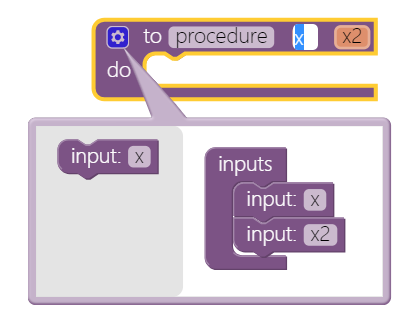 to procedure x x2
do
input: x
inputs
input: x
input: x2